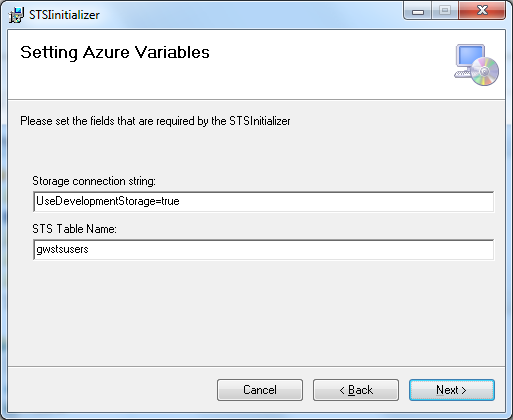 STSIinitializer
Setting Azure Variables
Please set the fields that are required by the STSInitializer
Storage connection string:
UseDevelopmentStorage=true
STS Table Name:
gwstsusers
Cancel
< Back
Next >